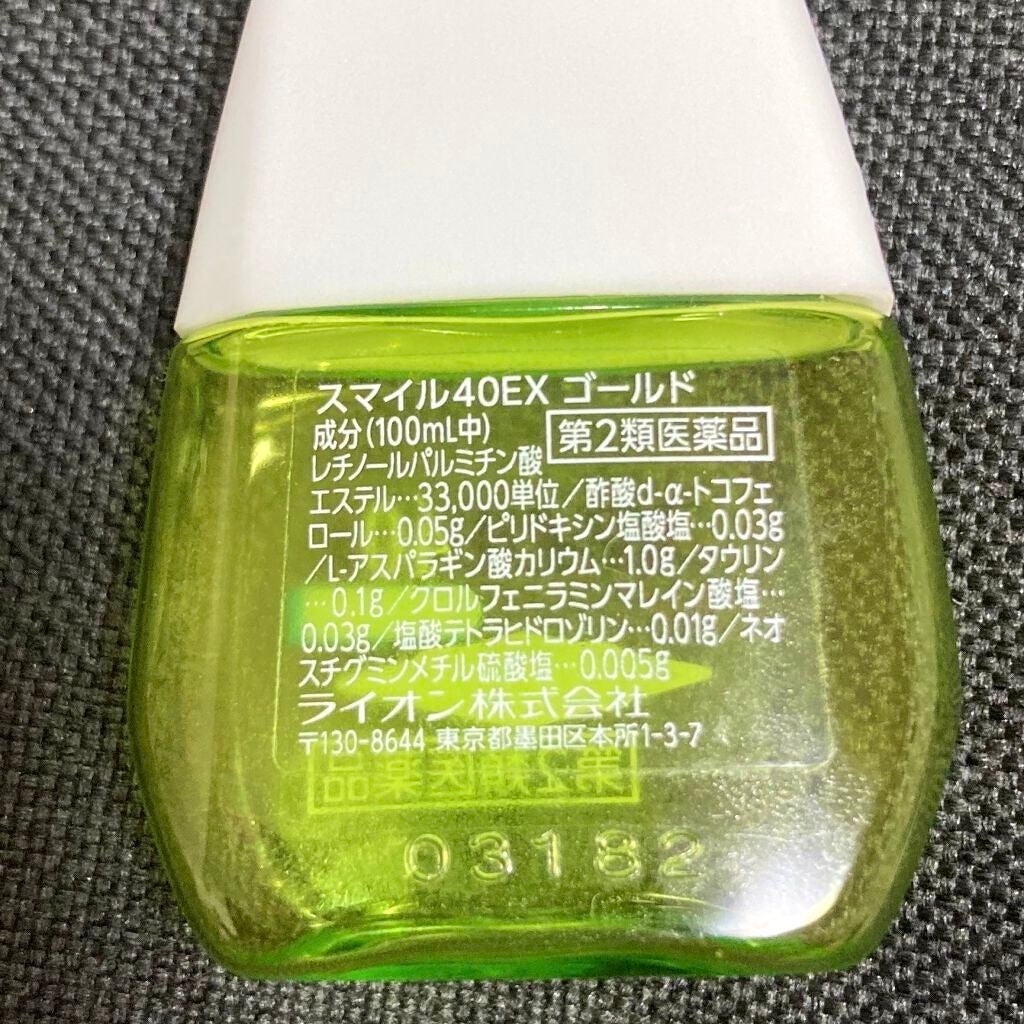 スマイル40EX ゴールド
成分(100mL中)
第2類医薬品
レチノールパルミチン酸
エステル…33,000単位/酢酸d-α-トコフェ
ロール…0.05g/ピリドキシン塩酸塩…0.03g
/L-アスパラギン酸カリウム…1.0g/タウリン
…0.1g/クロルフェニラミンマレイン酸塩…
0.03g/塩酸テトラヒドロゾリン…0.01g/ネオ
スチグミンメチル硫酸塩…0.005g
ライオン株式会社
〒130-8644 東京都墨田区本所1-3-7
第2類医薬品
03182